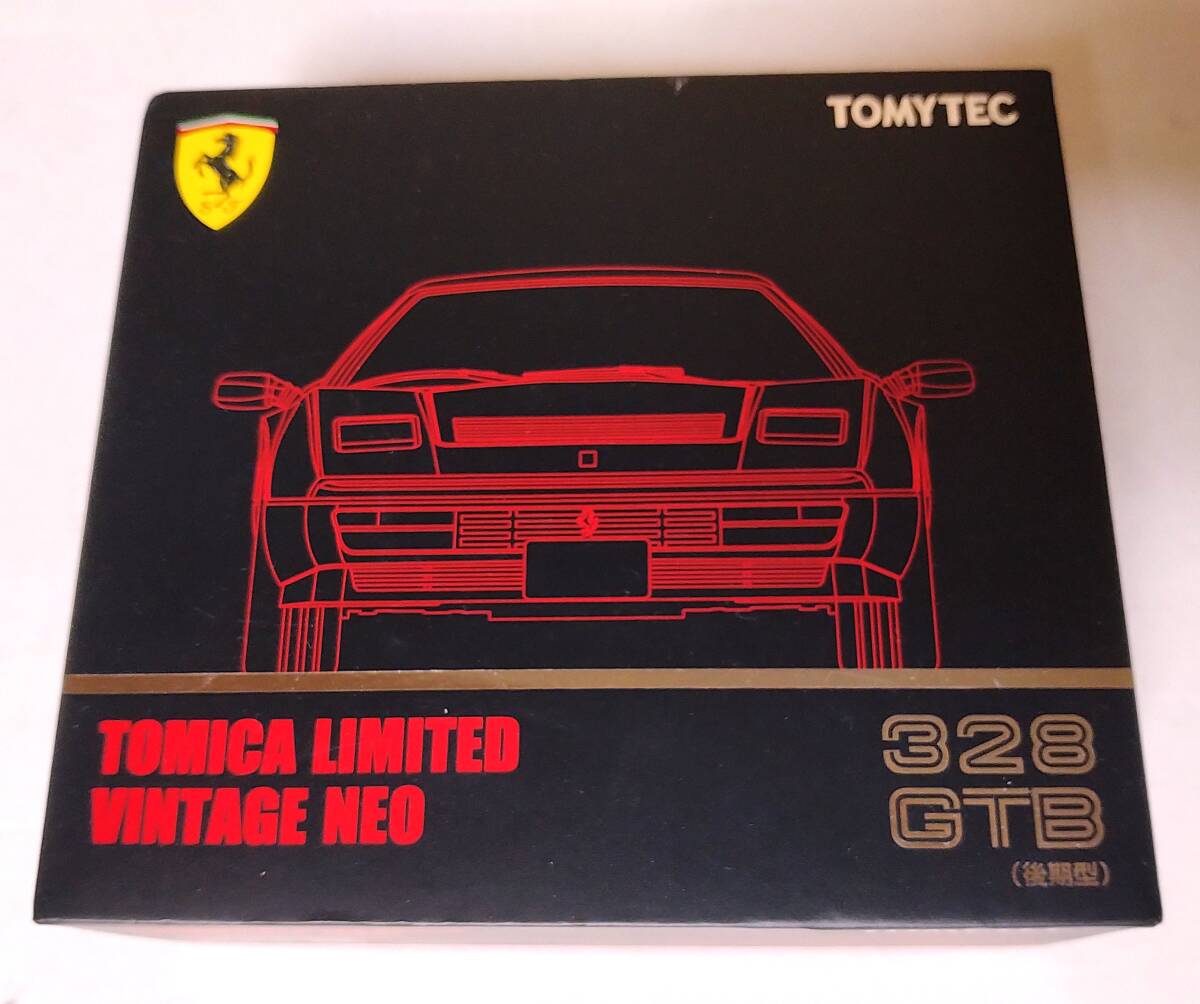 TOMYTEC
TOMICA LIMITED
VINTAGE NEO
328
GTB
(後期型)